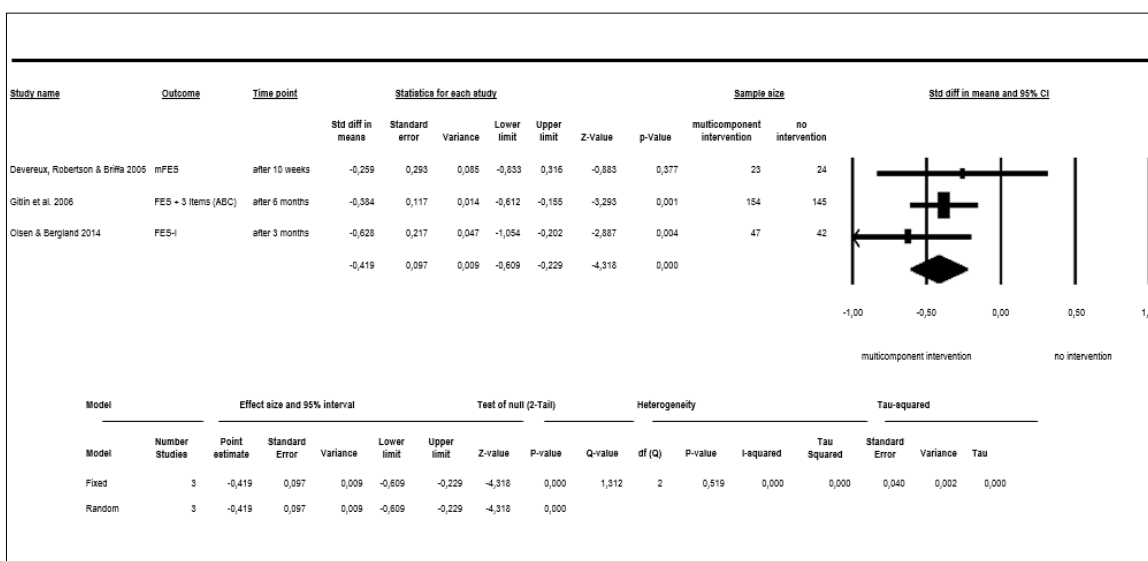 Study name Outcome Time point Statistics for each study Sample size Std diff in means and 95% CI
Std diff in means Standard error Variance Lower limit Upper limit Z-Value p-Value multicomponent intervention no intervention
Devereux, Robertson & Briffa 2005 mFES after 10 weeks -0,259 0,293 0,085 -0,833 0,316 -0,883 0,377 23 24
Gitlin et al. 2006 FES + 3 Items (ABC) after 6 months -0,384 0,117 0,014 -0,612 -0,155 -3,293 0,001 154 145
Olsen & Bergland 2014 FES-I after 3 months -0,628 0,217 0,047 -1,054 -0,202 -2,887 0,004 47 42
-0,419 0,097 0,009 -0,609 -0,229 -4,318 0,000
-1,00 -0,50 0,00 0,50 1,
multicomponent intervention no intervention
Model Effect size and 95% interval Test of null (2-Tail) Heterogeneity Tau-squared
Model Number Studies Point estimate Standard Error Variance Lower limit Upper limit Z-value P-value Q-value df (Q) P-value I-squared Tau Squared Standard Error Variance Tau
Fixed 3 -0,419 0,097 0,009 -0,609 -0,229 -4,318 0,000 1,312 2 0,519 0,000 0,000 0,040 0,002 0,000
Random 3 -0,419 0,097 0,009 -0,609 -0,229 -4,318 0,000